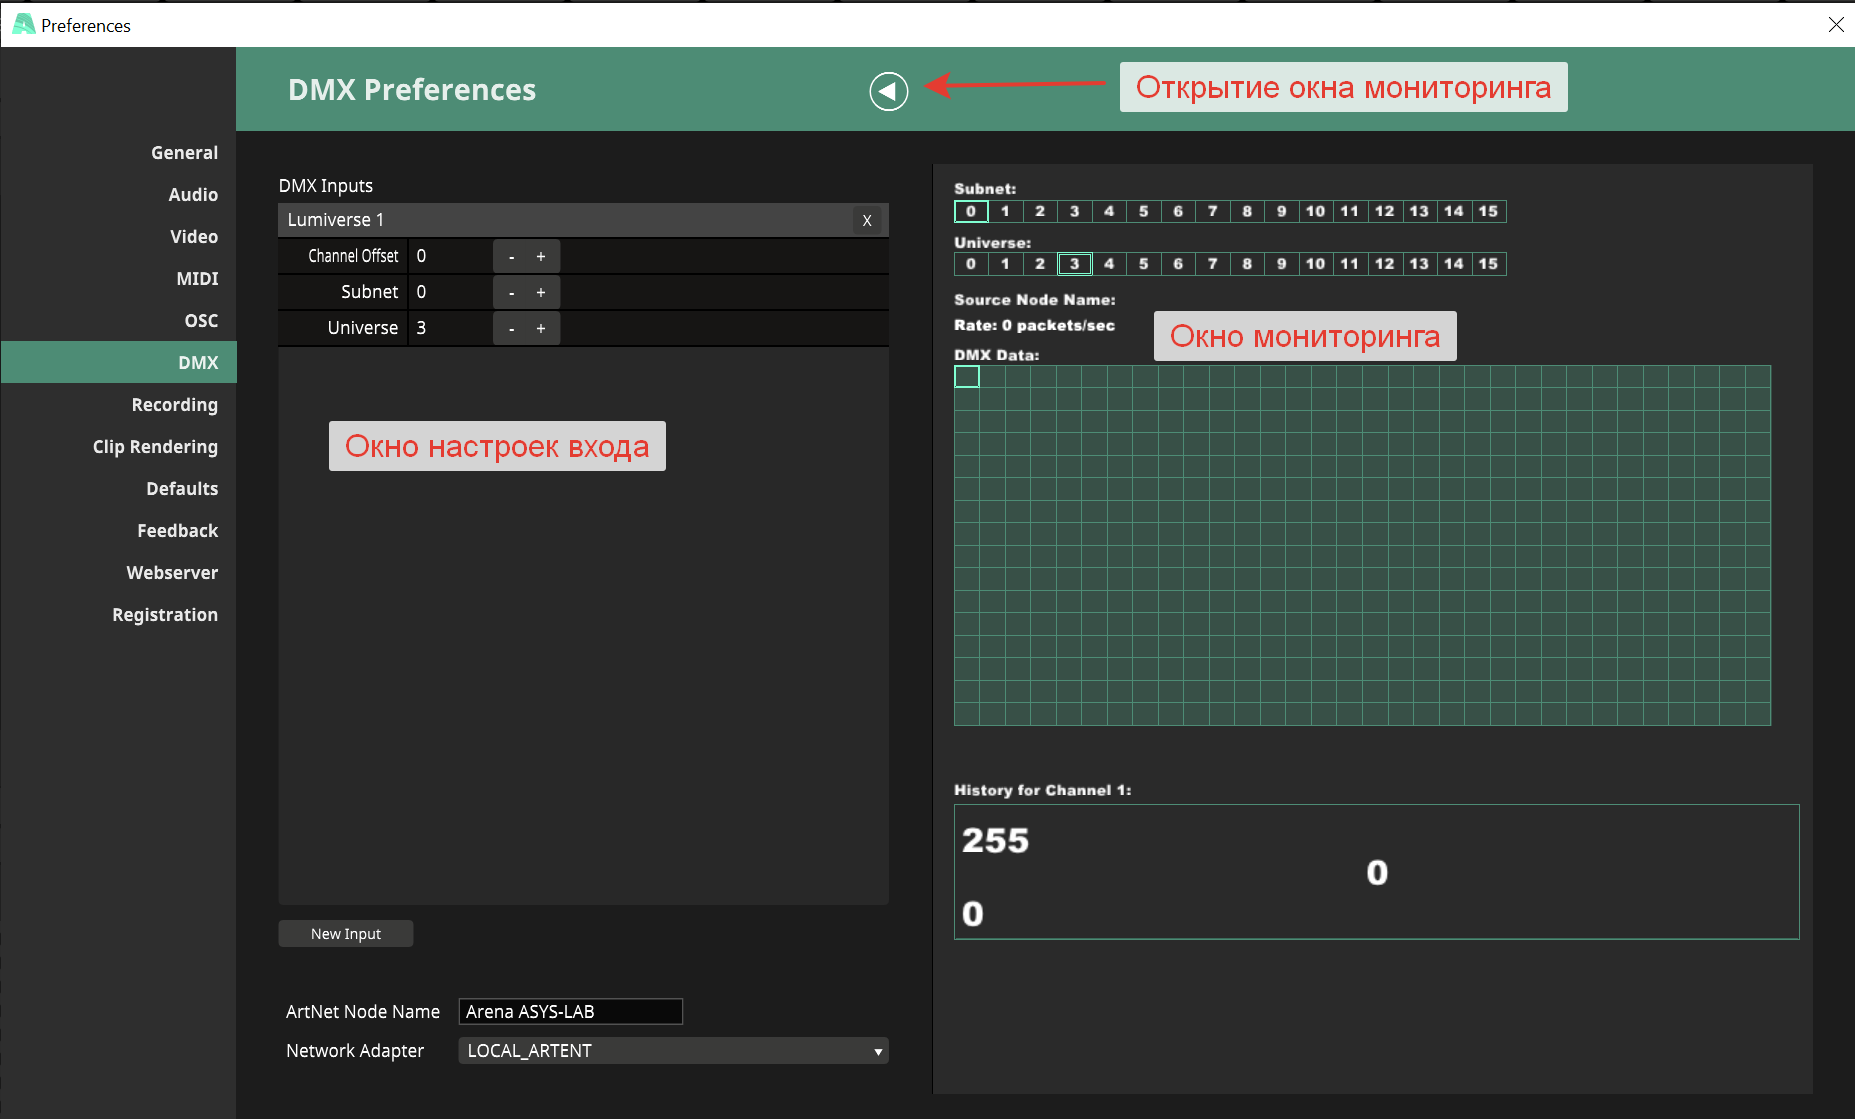 Preferences
DMX Preferences
Открытие окна мониторинга
General
Audio
Video
MIDI
OSC
DMX
Recording
Clip Rendering
Defaults
Feedback
Webserver
Registration
DMX Inputs
Lumiverse 1 X
Channel Offset 0 - +
Subnet 0 - +
Universe 3 - +
Окно настроек входа
New Input
ArtNet Node Name Arena ASYS-LAB
Network Adapter LOCAL_ARTENT
Subnet:
0 1 2 3 4 5 6 7 8 9 10 11 12 13 14 15
Universe:
0 1 2 3 4 5 6 7 8 9 10 11 12 13 14 15
Source Node Name:
Rate: 0 packets/sec
Окно мониторинга
DMX Data:
History for Channel 1:
255
0
0